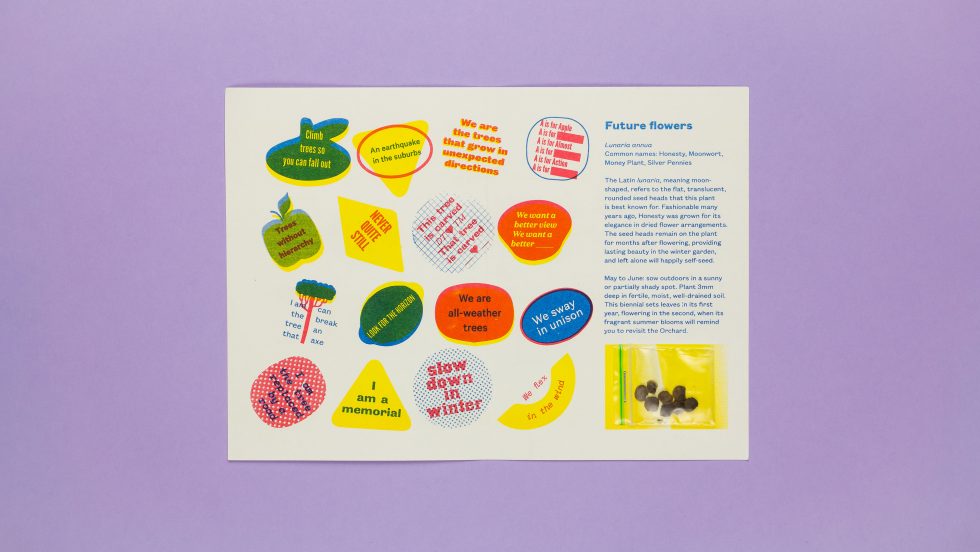 Climb
trees so
you can fall out
An earthquake
in the suburbs
We are
the trees
that grow in
unexpected
directions
A is for Apple
A is for
A is for Almost
A is for
A is for Action
A is for
Trees
without
hierarchy
NEVER
QUITE
STILL
This tree
is carved
DT ♥ TM
That tree
is carved
♥
We want a
better view
We want a
better ____
I am can
the break
tree an
that axe
LOOK FOR THE HORIZON
We are
all-weather
trees
We sway
in unison
I am
the tree
I am a
memorial
slow
down
in
winter
We flex
in the wind
Future flowers
Lunaria annua
Common names: Honesty, Moonwort,
Money Plant, Silver Pennies
The Latin lunaria, meaning moon-
shaped, refers to the flat, translucent,
rounded seed heads that this plant
is best known for. Fashionable many
years ago, Honesty was grown for its
elegance in dried flower arrangements.
The seed heads remain on the plant
for months after flowering, providing
lasting beauty in the winter garden,
and left alone will happily self-seed.
May to June: sow outdoors in a sunny
or partially shady spot. Plant 3mm
deep in fertile, moist, well-drained soil.
This biennial sets leaves in its first
year, flowering in the second, when its
fragrant summer blooms will remind
you to revisit the Orchard.